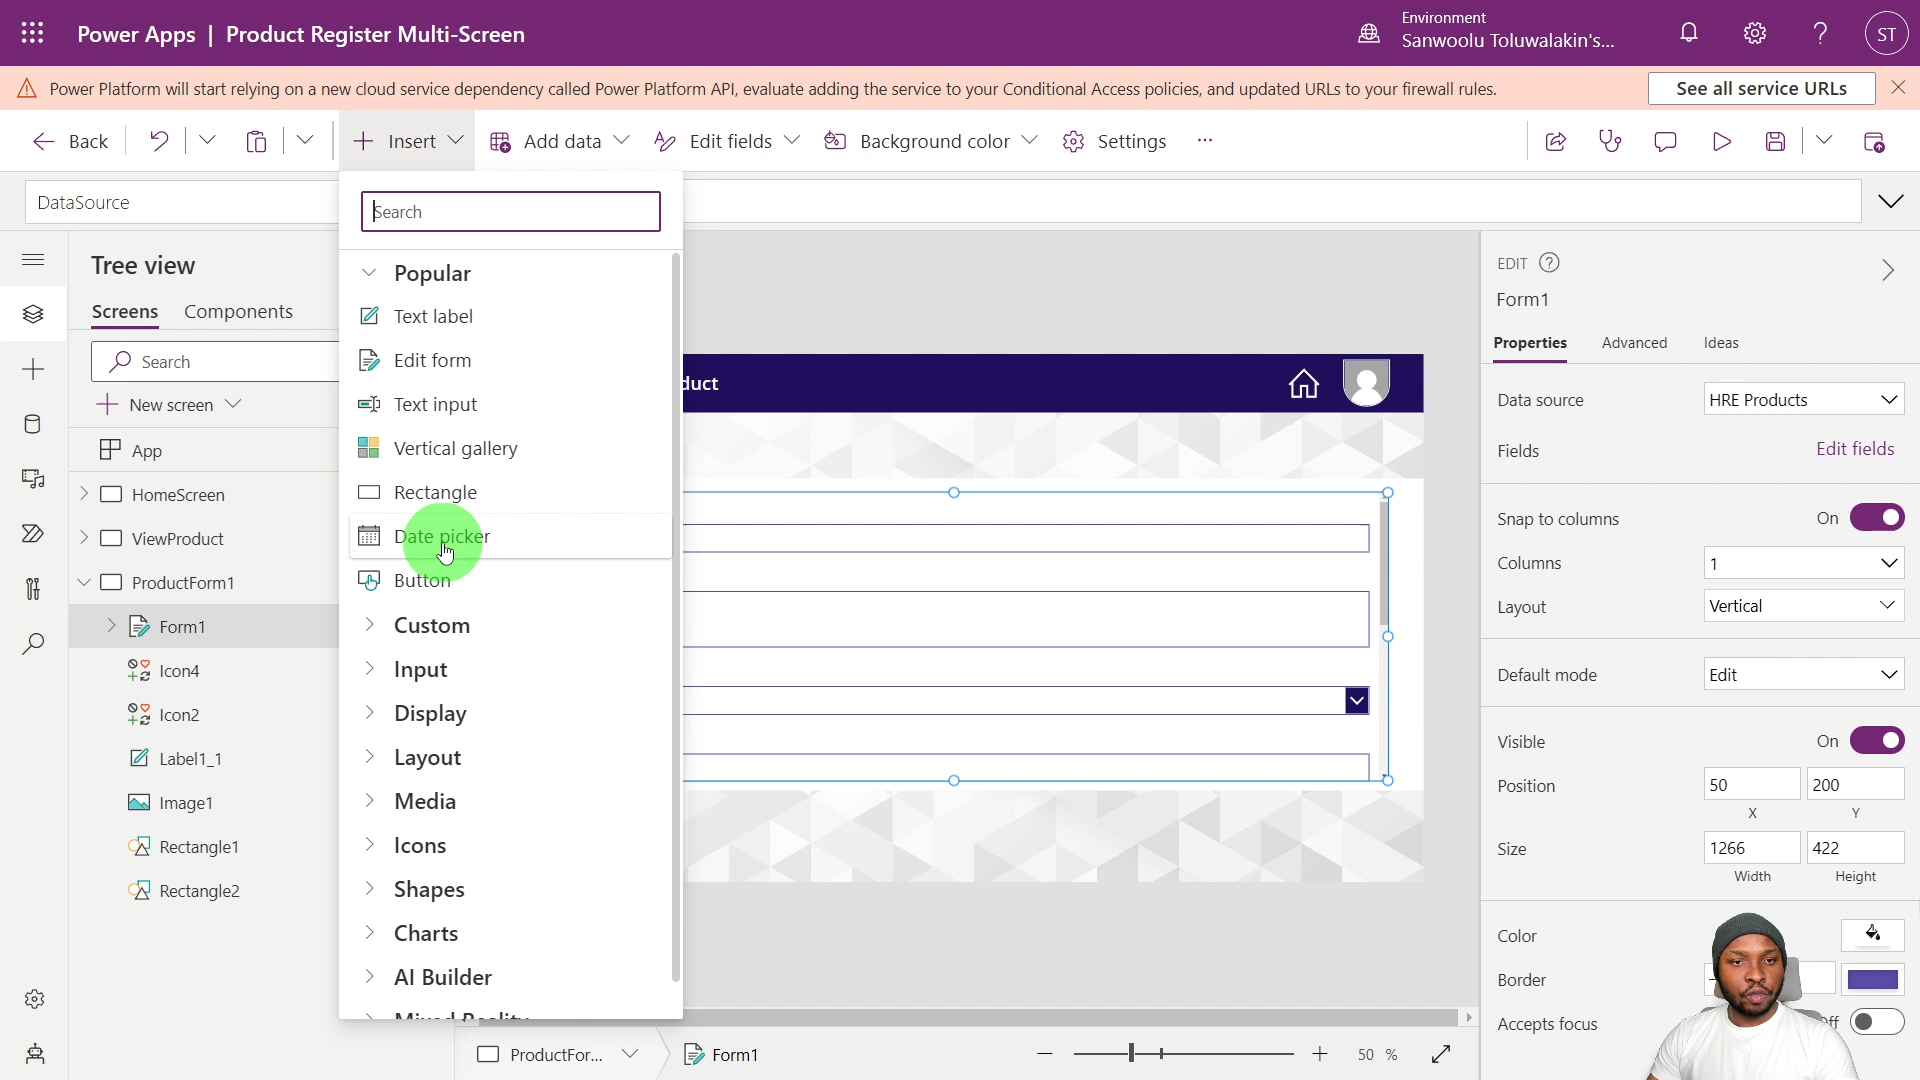 Power Apps | Product Register Multi-Screen
Environment
Sanwoolu Toluwalakin's...
ST
Power Platform will start relying on a new cloud service dependency called Power Platform API, evaluate adding the service to your Conditional Access policies, and updated URLs to your firewall rules.
See all service URLs
Back
Insert
Add data
Edit fields
Background color
Settings
DataSource
Search
Tree view
Screens
Components
Search
New screen
App
HomeScreen
ViewProduct
ProductForm1
Form1
Icon4
Icon2
Label1_1
Image1
Rectangle1
Rectangle2
Popular
Text label
Edit form
Text input
Vertical gallery
Rectangle
Date picker
Button
Custom
Input
Display
Layout
Media
Icons
Shapes
Charts
AI Builder
Mixed Reality
duct
EDIT
Form1
Properties
Advanced
Ideas
Data source
HRE Products
Fields
Edit fields
Snap to columns
On
Columns
1
Layout
Vertical
Default mode
Edit
Visible
On
Position
50
200
X
Y
Size
1266
422
Width
Height
Color
Border
Accepts focus
ff
ProductFor...
Form1
50 %